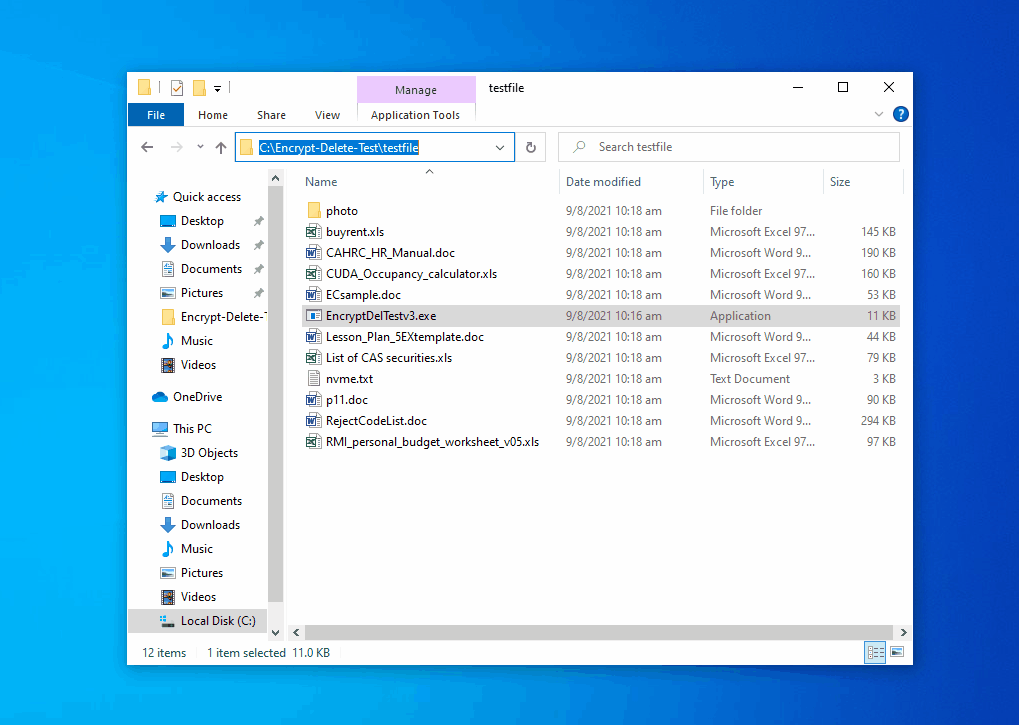 Manage
testfile
File
Home
Share
View
Application Tools
?
C:\Encrypt-Delete-Test\testfile
Search testfile
Name
Date modified
Type
Size
Quick access
Desktop
Downloads
Documents
Pictures
Encrypt-Delete-T
Music
Videos
OneDrive
This PC
3D Objects
Desktop
Documents
Downloads
Music
Pictures
Videos
Local Disk (C:)
photo 9/8/2021 10:18 am File folder
buyrent.xls 9/8/2021 10:18 am Microsoft Excel 97... 145 KB
CAHRC_HR_Manual.doc 9/8/2021 10:18 am Microsoft Word 9... 190 KB
CUDA_Occupancy_calculator.xls 9/8/2021 10:18 am Microsoft Excel 97... 160 KB
ECsample.doc 9/8/2021 10:18 am Microsoft Word 9... 53 KB
EncryptDelTestv3.exe 9/8/2021 10:16 am Application 11 KB
Lesson_Plan_5EXtemplate.doc 9/8/2021 10:18 am Microsoft Word 9... 44 KB
List of CAS securities.xls 9/8/2021 10:18 am Microsoft Excel 97... 79 KB
nvme.txt 9/8/2021 10:18 am Text Document 3 KB
p11.doc 9/8/2021 10:18 am Microsoft Word 9... 90 KB
RejectCodeList.doc 9/8/2021 10:18 am Microsoft Word 9... 294 KB
RMI_personal_budget_worksheet_v05.xls 9/8/2021 10:18 am Microsoft Excel 97... 97 KB
12 items
1 item selected 11.0 KB